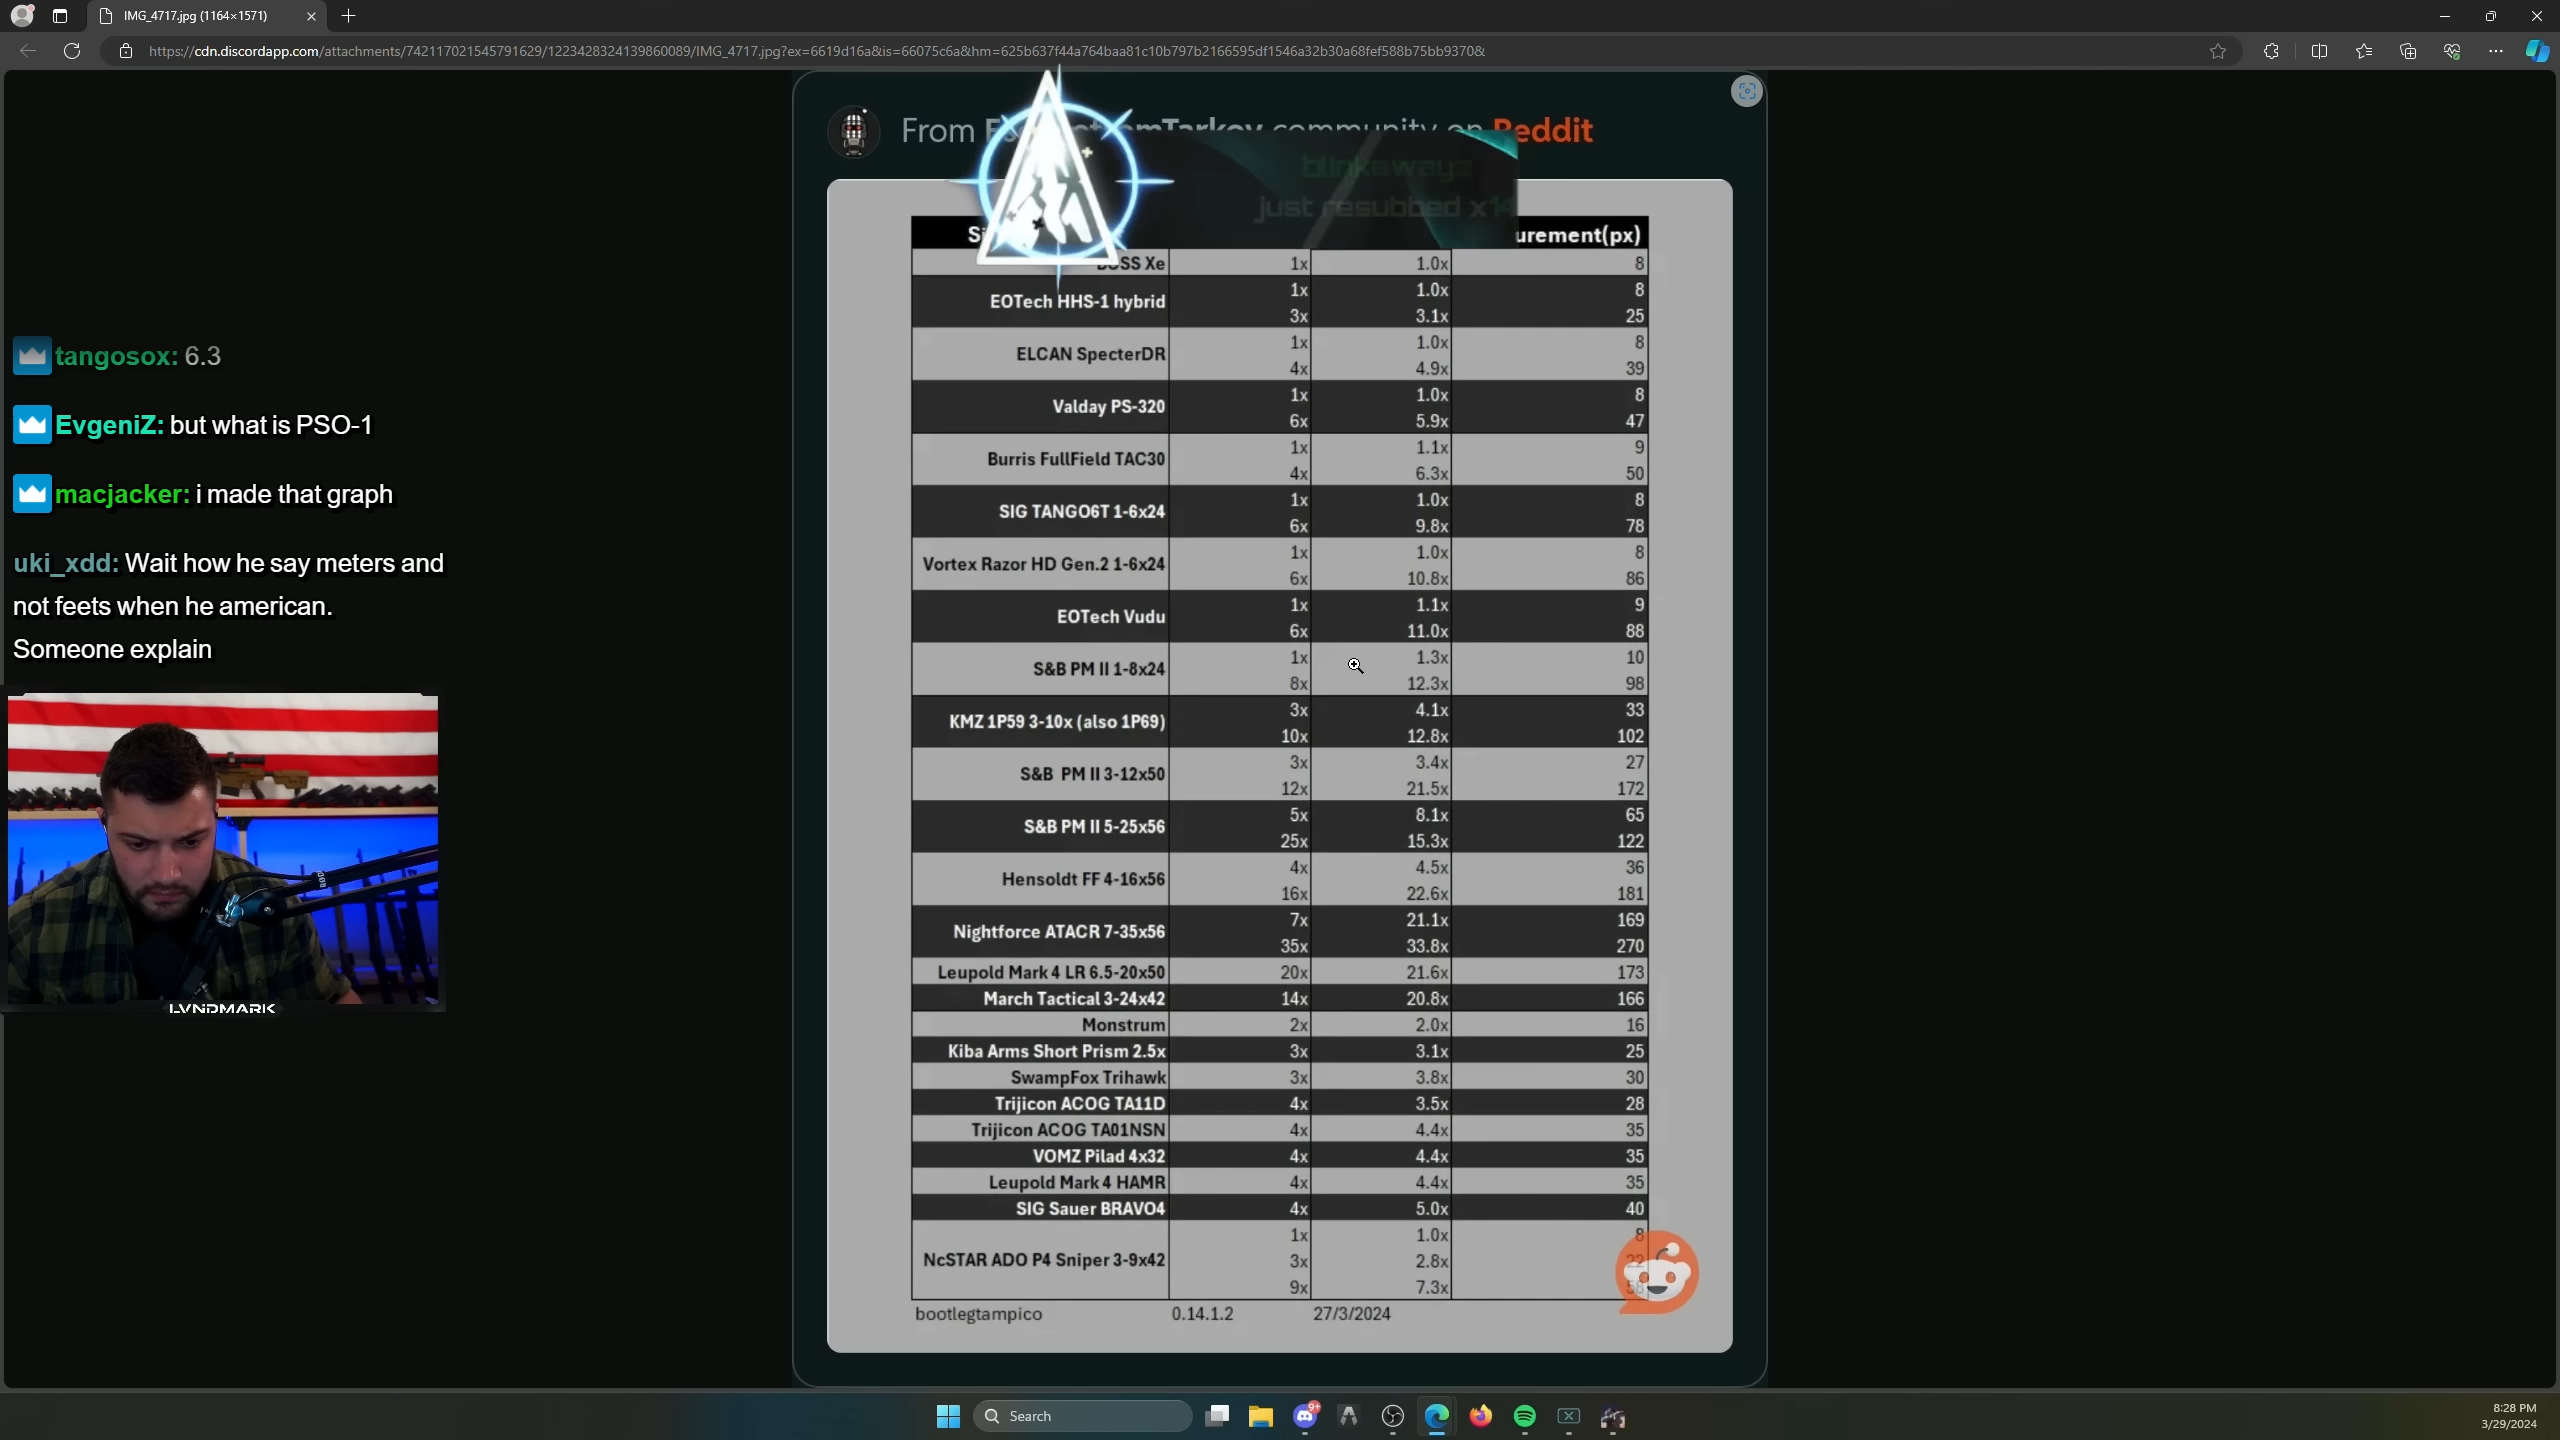 IMG_4717.jpg (1164×1571)
https://cdn.discordapp.com/attachments/742117021545791629/1223428324139860089/IMG_4717.jpg?ex=6619d16a&is=66075c6a&hm=625b637f44a764baa81c10b797b2166595df1546a32b30a68fef588b75bb9370&
From community on Reddit
blinkawayz
just resubbed x14
urement(px)
Xe 1x 1.0x 8
EOTech HHS-1 hybrid
1x 1.0x 8
3x 3.1x 25
ELCAN SpecterDR
1x 1.0x 8
4x 4.9x 39
Valday PS-320
1x 1.0x 8
6x 5.9x 47
Burris FullField TAC30
1x 1.1x 9
4x 6.3x 50
SIG TANGO6T 1-6x24
1x 1.0x 8
6x 9.8x 78
Vortex Razor HD Gen.2 1-6x24
1x 1.0x 8
6x 10.8x 86
EOTech Vudu
1x 1.1x 9
6x 11.0x 88
S&B PM II 1-8x24
1x 1.3x 10
8x 12.3x 98
KMZ 1P59 3-10x (also 1P69)
3x 4.1x 33
10x 12.8x 102
S&B PM II 3-12x50
3x 3.4x 27
12x 21.5x 172
S&B PM II 5-25x56
5x 8.1x 65
25x 15.3x 122
Hensoldt FF 4-16x56
4x 4.5x 36
16x 22.6x 181
Nightforce ATACR 7-35x56
7x 21.1x 169
35x 33.8x 270
Leupold Mark 4 LR 6.5-20x50 20x 21.6x 173
March Tactical 3-24x42 14x 20.8x 166
Monstrum 2x 2.0x 16
Kiba Arms Short Prism 2.5x 3x 3.1x 25
SwampFox Trihawk 3x 3.8x 30
Trijicon ACOG TA11D 4x 3.5x 28
Trijicon ACOG TA01NSN 4x 4.4x 35
VOMZ Pilad 4x32 4x 4.4x 35
Leupold Mark 4 HAMR 4x 4.4x 35
SIG Sauer BRAVO4 4x 5.0x 40
NcSTAR ADO P4 Sniper 3-9x42
1x 1.0x 8
3x 2.8x
9x 7.3x
bootlegtampico 0.14.1.2 27/3/2024
tangosox: 6.3
EvgeniZ: but what is PSO-1
macjacker: i made that graph
uki_xdd: Wait how he say meters and
not feets when he american.
Someone explain
LVNDMARK
Search
9+
8:28 PM
3/29/2024